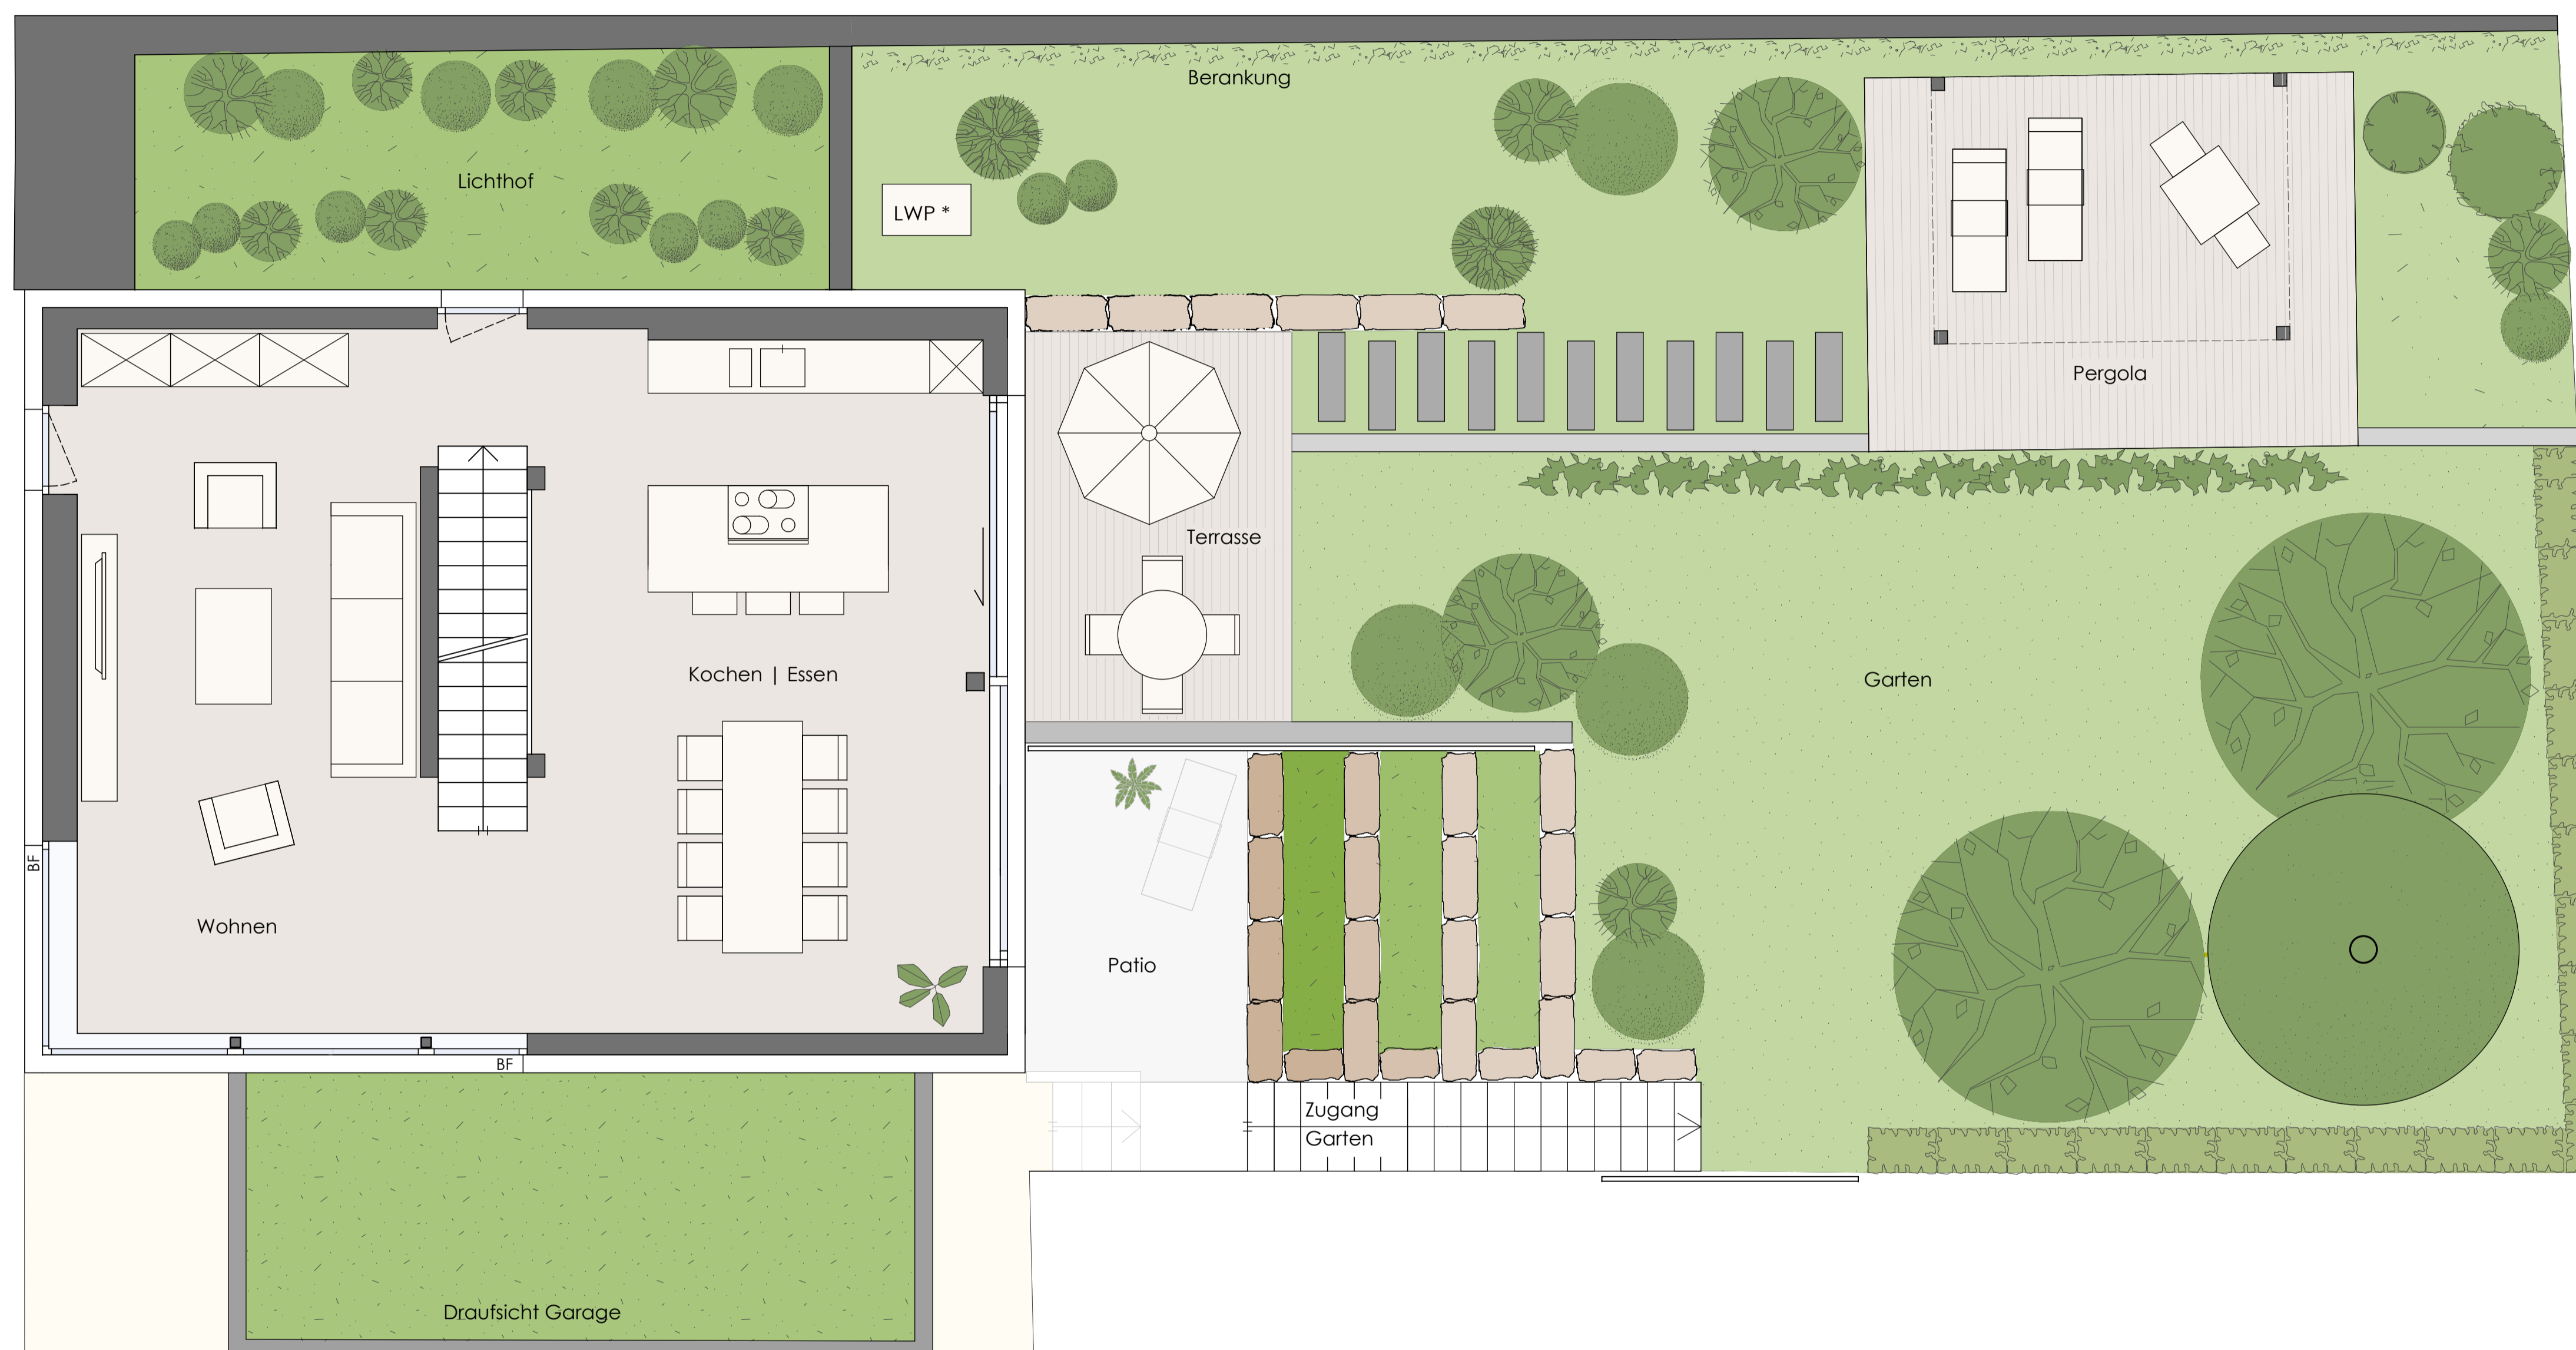 Berankung
Lichthof
LWP *
Pergola
Terrasse
Kochen | Essen
Garten
BF
Wohnen
Patio
BF
Zugang
Garten
Draufsicht Garage